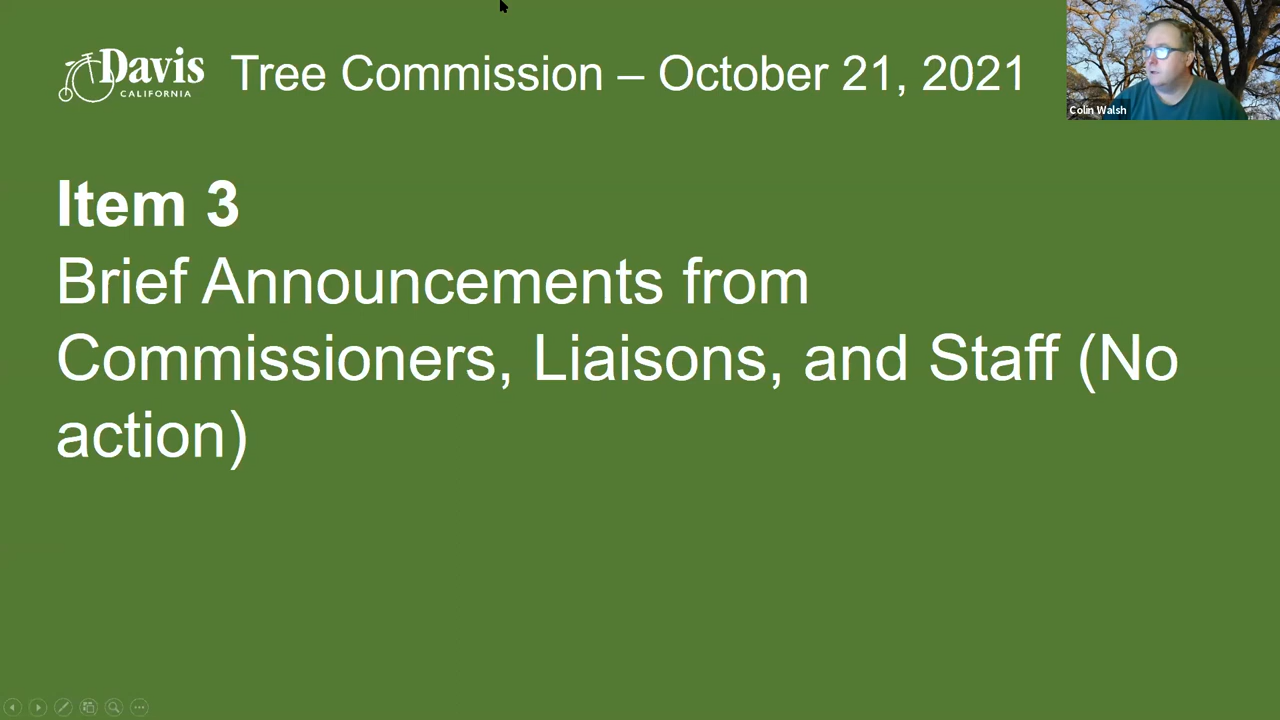 Davis
CALIFORNIA
Tree Commission – October 21, 2021
Colin Walsh
Item 3
Brief Announcements from
Commissioners, Liaisons, and Staff (No
action)